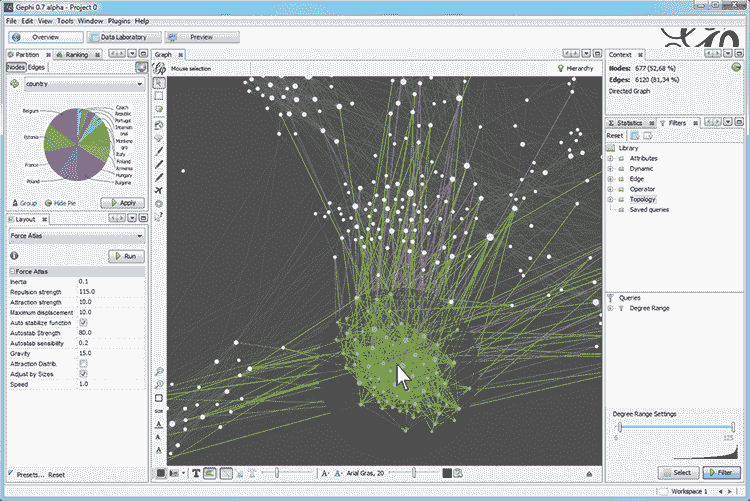 Gephi 0.7 alpha - Project 0
File Edit View Tools Window Plugins Help
Overview
Data Laboratory
Preview
Partition
Ranking
Nodes Edges
country
Belgium
Estonia
France
Poland
Czech
Republic
Portugal
Internati
onal
Montene
gro
Italy
Finland
Armenia
Hungary
Bulgaria
Group
Hide Pie
Apply
Layout
Force Atlas
Run
Force Atlas
Inertia 0.1
Repulsion strength 115.0
Attraction strength 10.0
Maximum displacement 10.0
Auto stabilize function
Autostab Strength 80.0
Autostab sensibility 0.2
Gravity 15.0
Attraction Distrib.
Adjust by Sizes
Speed 1.0
Presets... Reset
Graph
Mouse selection
Hierarchy
Arial Gras, 20
Context
Nodes: 677 (52,68 %)
Edges: 6120 (81,34 %)
Directed Graph
Statistics
Filters
Reset
Library
Attributes
Dynamic
Edge
Operator
Topology
Saved queries
Queries
Degree Range
Degree Range Settings
6 125
Select
Filter
Workspace 1